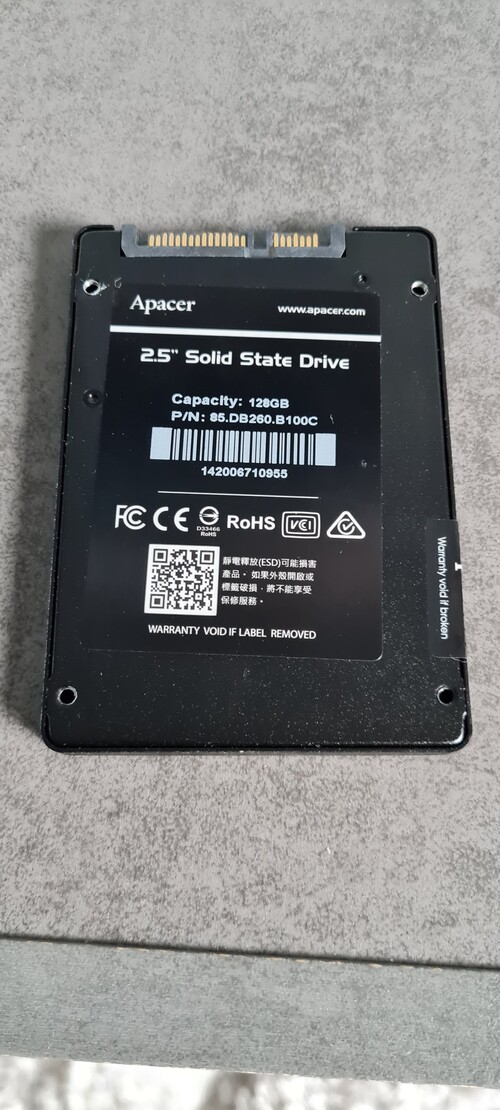 Apacer
www.apacer.com
2.5" Solid State Drive
Capacity: 128GB
P/N: 85.DB260.B100C
142006710955
FC CE D33466 RoHS RoHS VCCI
靜電釋放(ESD)可能損害
產品。如果外殼開啟或
標籤破損，將不能享受
保修服務。
WARRANTY VOID IF LABEL REMOVED
Warranty void if broken